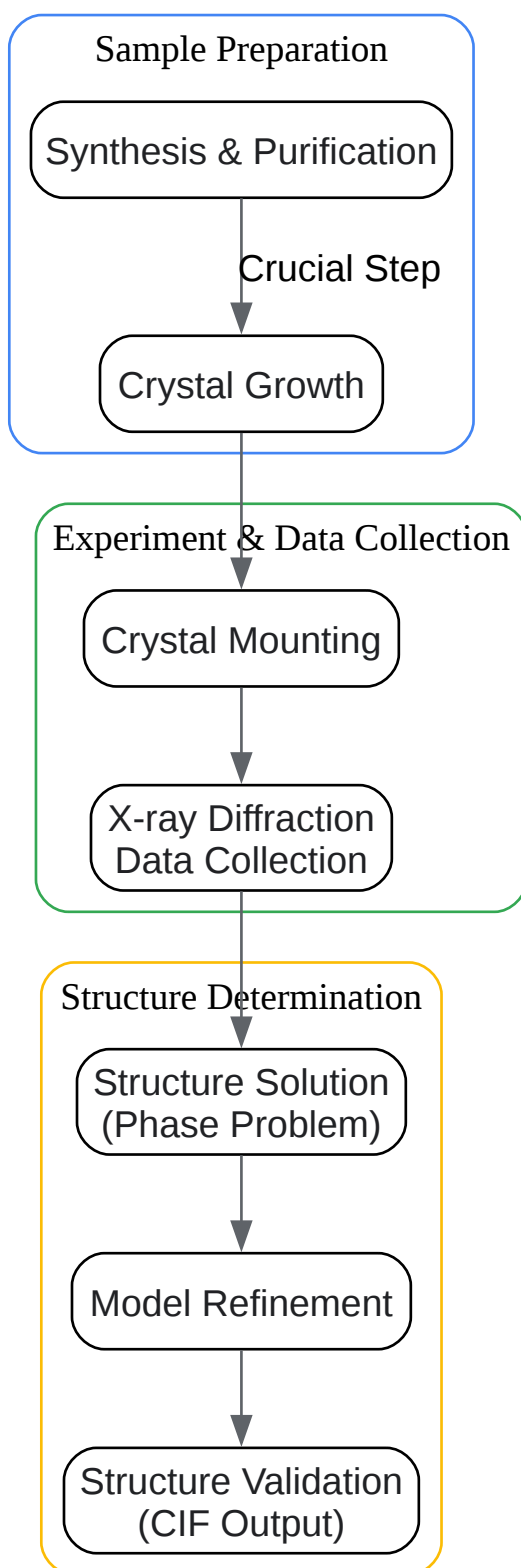 Sample Preparation
Synthesis & Purification
Crucial Step
Crystal Growth
Experiment & Data Collection
Crystal Mounting
X-ray Diffraction
Data Collection
Structure Determination
Structure Solution
(Phase Problem)
Model Refinement
Structure Validation
(CIF Output)